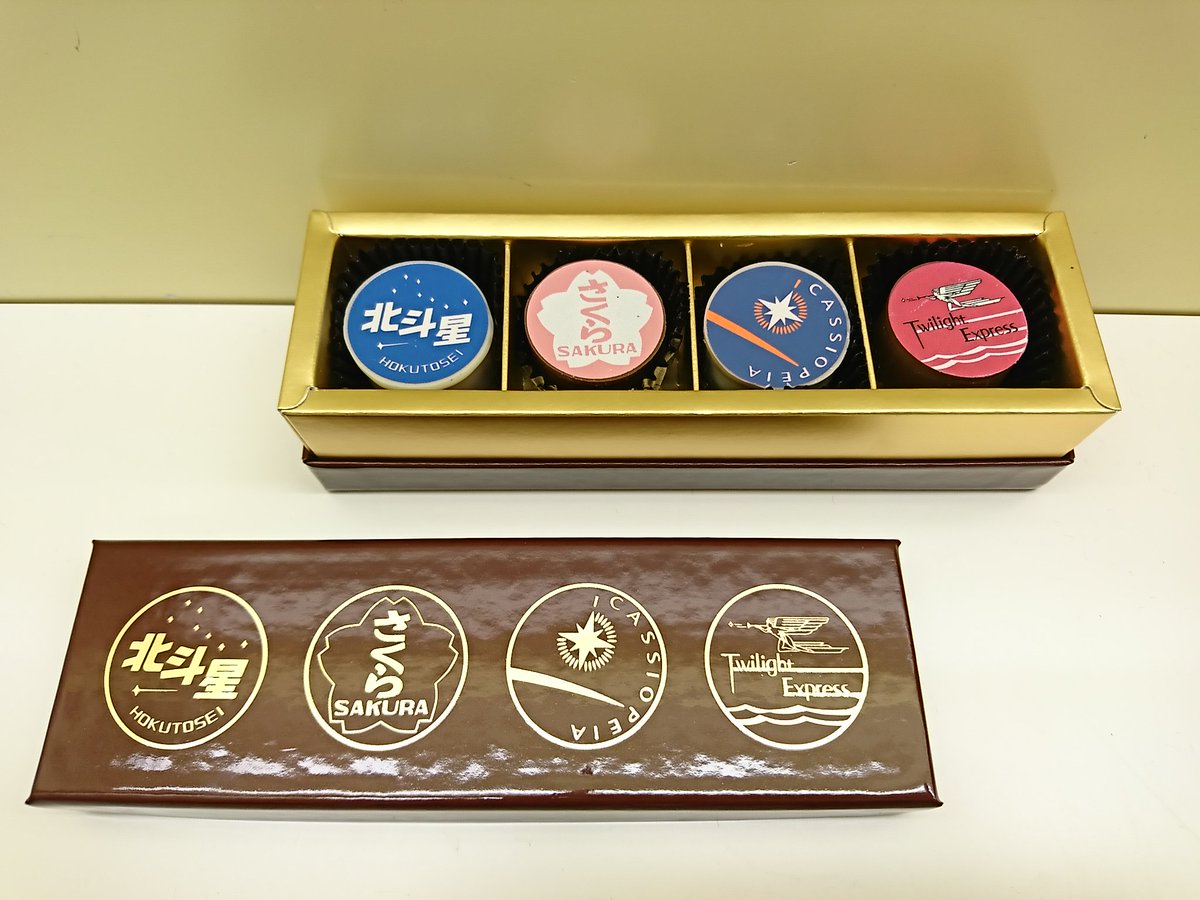 北斗星
HOKUTOSEI
さくら
SAKURA
CASSIOPEIA
Twilight
Express
北斗星
HOKUTOSEI
さくら
SAKURA
CASSIOPEIA
Twilight
Express